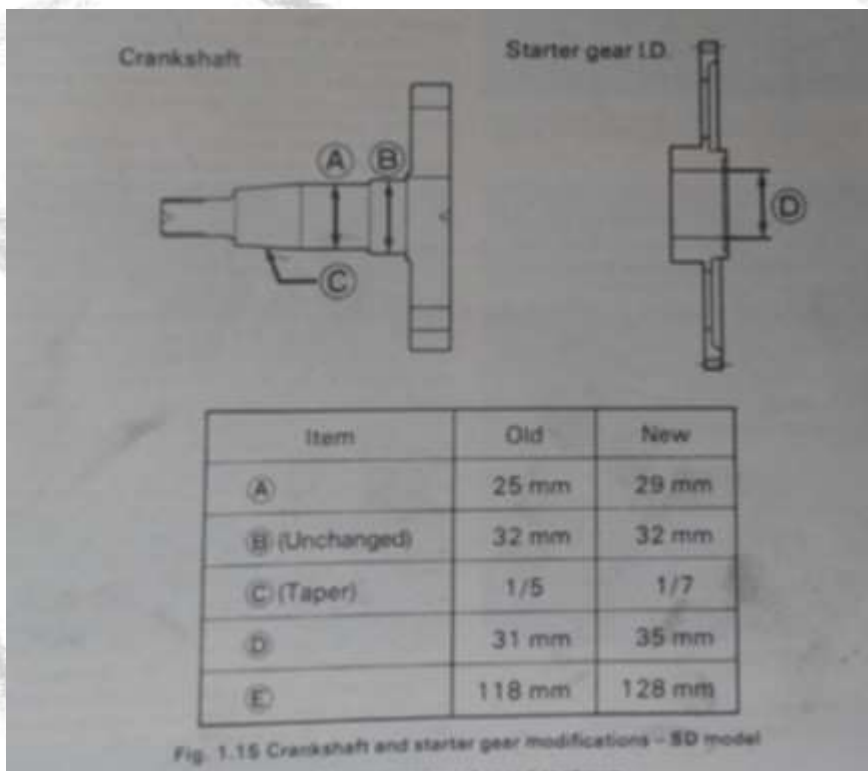 Crankshaft
Starter gear I.D.
A B
D
C
Item Old New
A 25 mm 29 mm
B (Unchanged) 32 mm 32 mm
C (Taper) 1/5 1/7
D 31 mm 35 mm
E 118 mm 128 mm
Fig. 1.15 Crankshaft and starter gear modifications – SD model